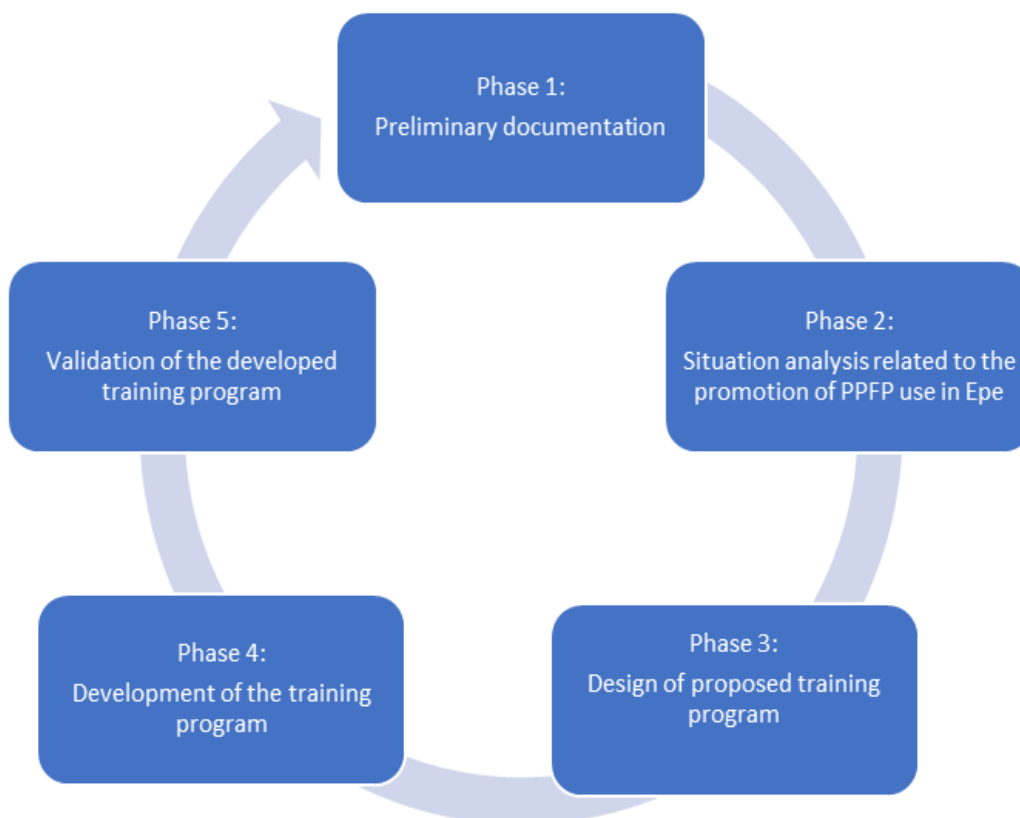 Phase 1:
Preliminary documentation
Phase 2:
Situation analysis related to the
promotion of PPFP use in Epe
Phase 3:
Design of proposed training
program
Phase 4:
Development of the training
program
Phase 5:
Validation of the developed
training program